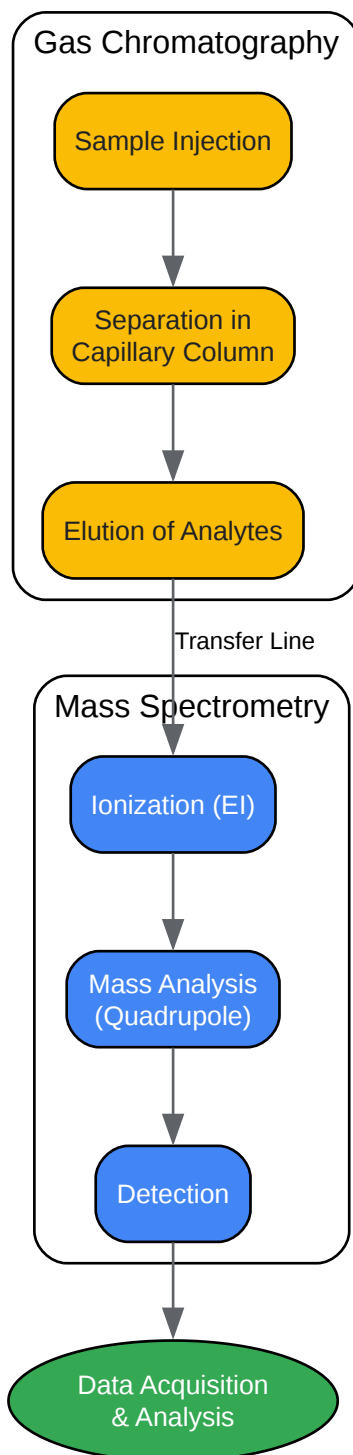 Gas Chromatography
Sample Injection
Separation in
Capillary Column
Elution of Analytes
Transfer Line
Mass Spectrometry
Ionization (EI)
Mass Analysis
(Quadrupole)
Detection
Data Acquisition
& Analysis